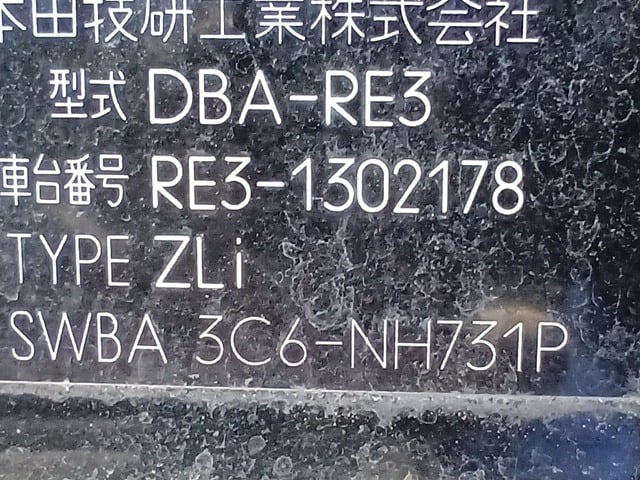 本田技研工業株式会社
型式 DBA-RE3
車台番号 RE3-1302178
TYPE ZLi
SWBA 3C6-NH731P